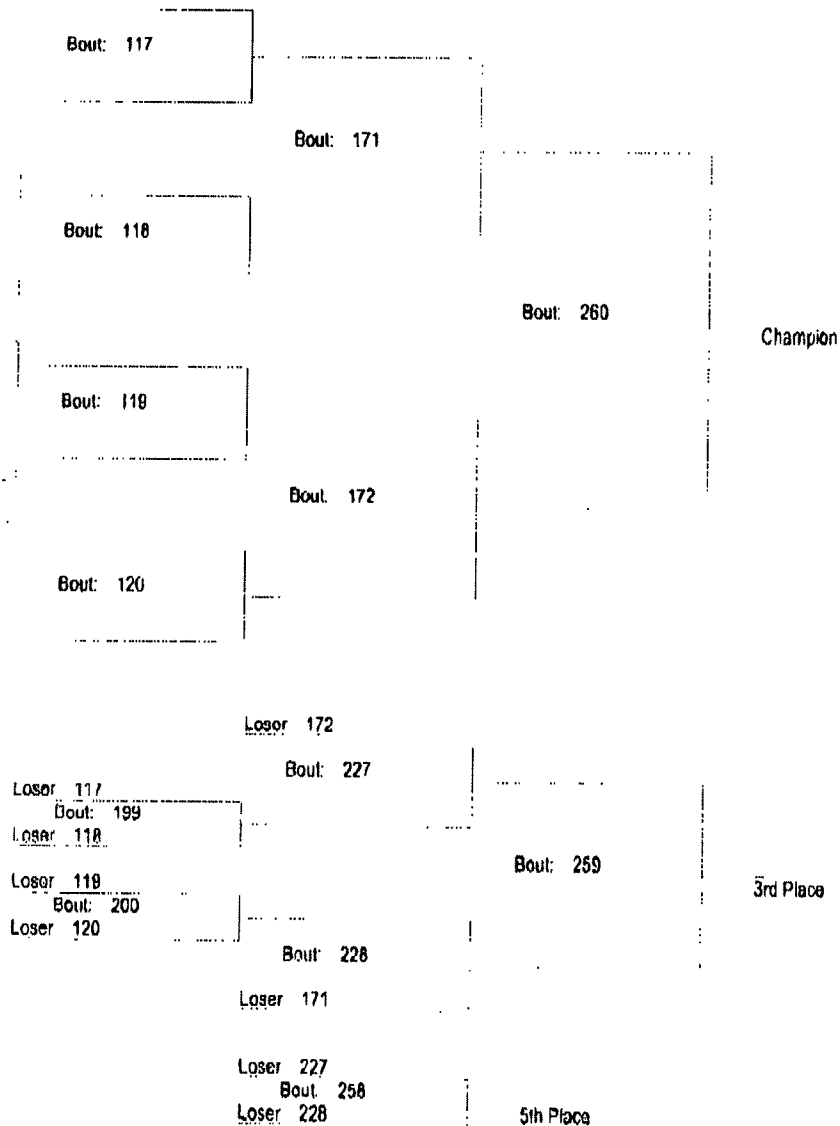 Bout: 117
Bout: 171
Bout: 118
Bout: 260
Champion
Bout: 119
Bout. 172
Bout: 120
Loser 172
Bout: 227
Loser 117
Bout: 199
Loser 118
Bout: 259
Loser 119
3rd Place
Bout: 200
Loser 120
Bout: 228
Loser 171
Loser 227
Bout. 258
Loser 228
5th Place